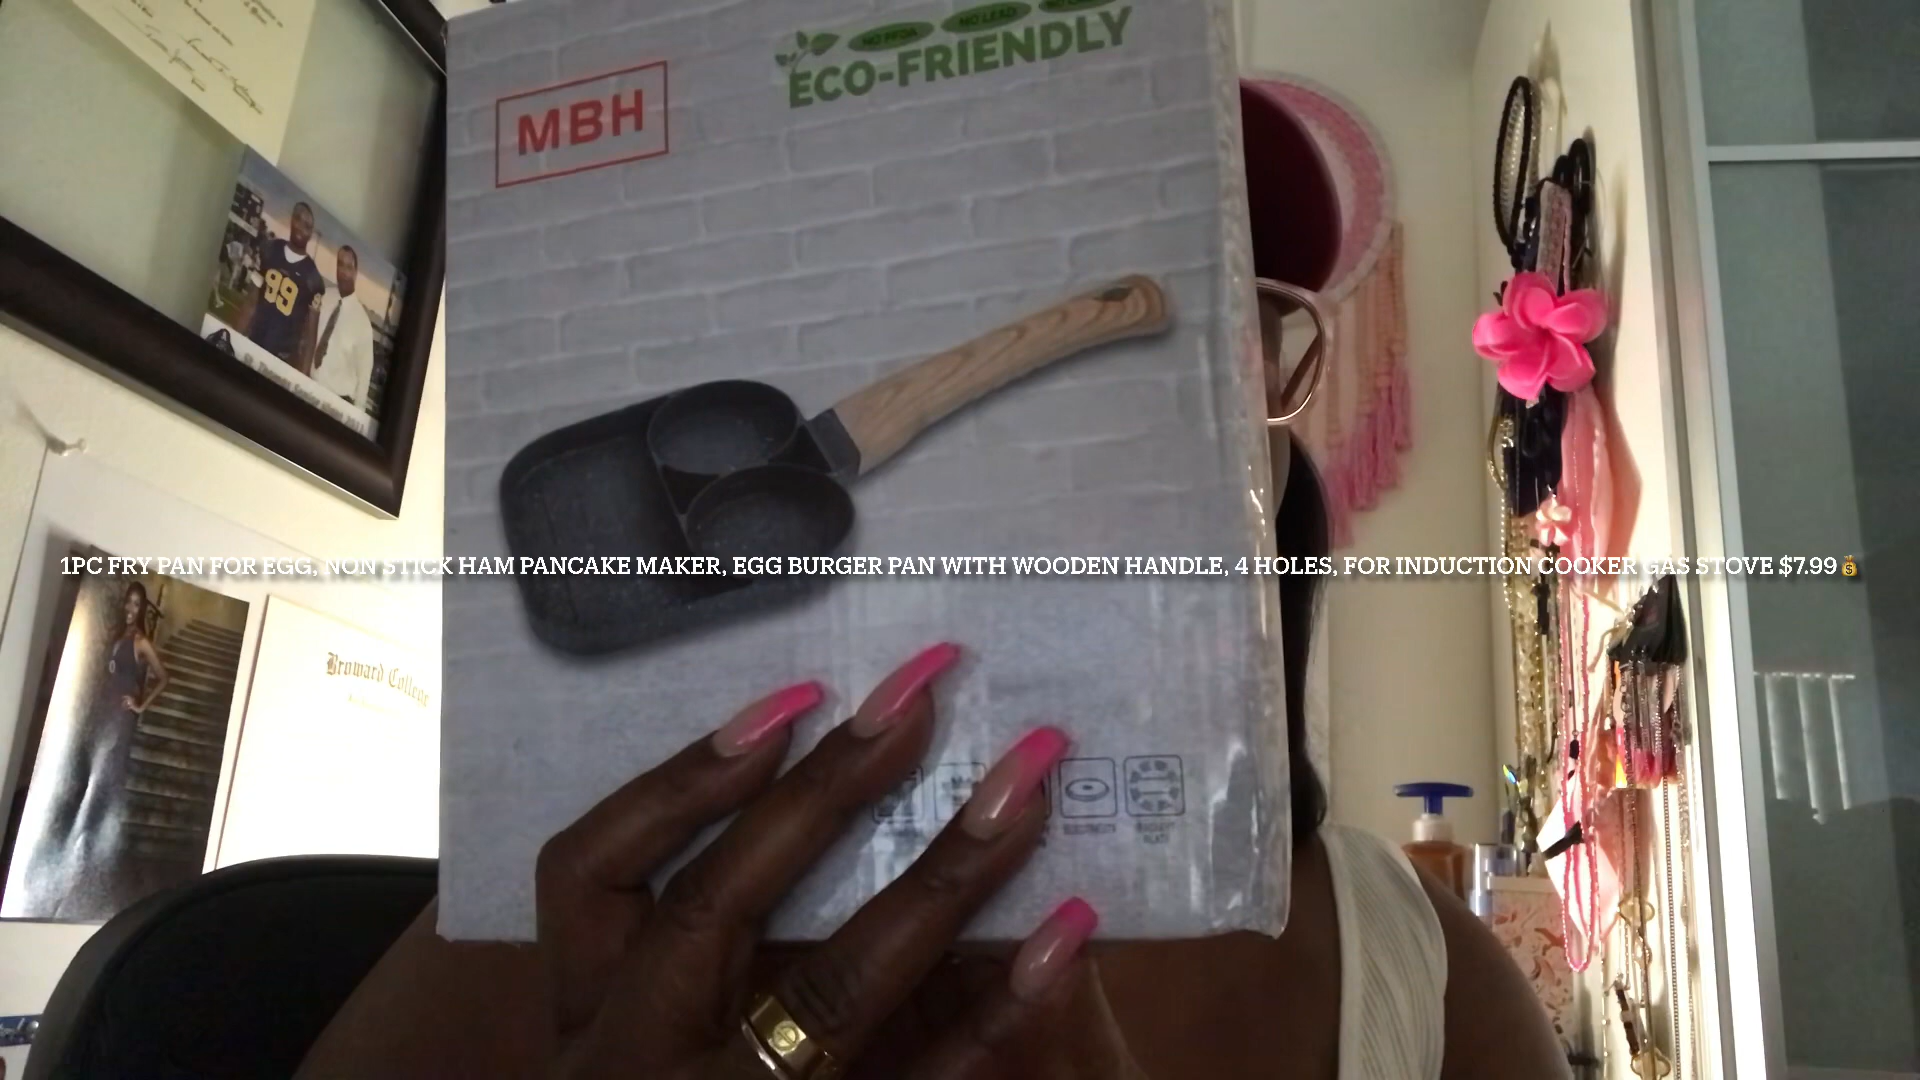 NO PFOA
NO LEAD
ECO-FRIENDLY
MBH
99
1PC FRY PAN FOR EGG, NON STICK HAM PANCAKE MAKER, EGG BURGER PAN WITH WOODEN HANDLE, 4 HOLES, FOR INDUCTION COOKER GAS STOVE $7.99💰
Broward College